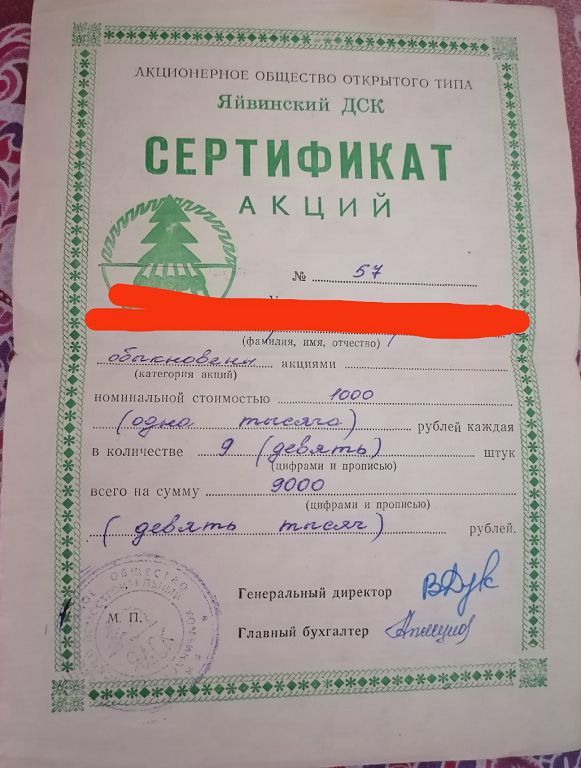 АКЦИОНЕРНОЕ ОБЩЕСТВО ОТКРЫТОГО ТИПА
Яйвинский ДСК
СЕРТИФИКАТ
АКЦИЙ
№ 57
(фамилия, имя, отчество)
обыкновены акциями
(категория акций)
номинальной стоимостью 1000
(одна тысяча) рублей каждая
в количестве 9 (девять) штук
(цифрами и прописью)
всего на сумму 9000
(цифрами и прописью)
(девять тысяч) рублей.
Генеральный директор
М. П.
Главный бухгалтер
ОБЩЕСТВО